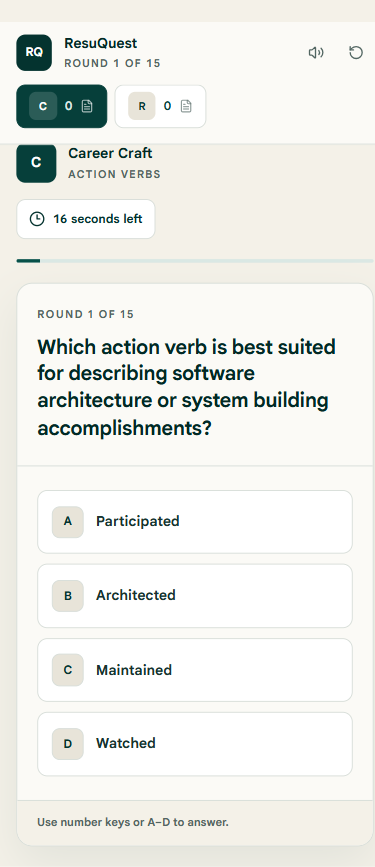 RQ
ResuQuest
ROUND 1 OF 15
C 0
R 0
C
Career Craft
ACTION VERBS
16 seconds left
ROUND 1 OF 15
Which action verb is best suited
for describing software
architecture or system building
accomplishments?
A Participated
B Architected
C Maintained
D Watched
Use number keys or A–D to answer.